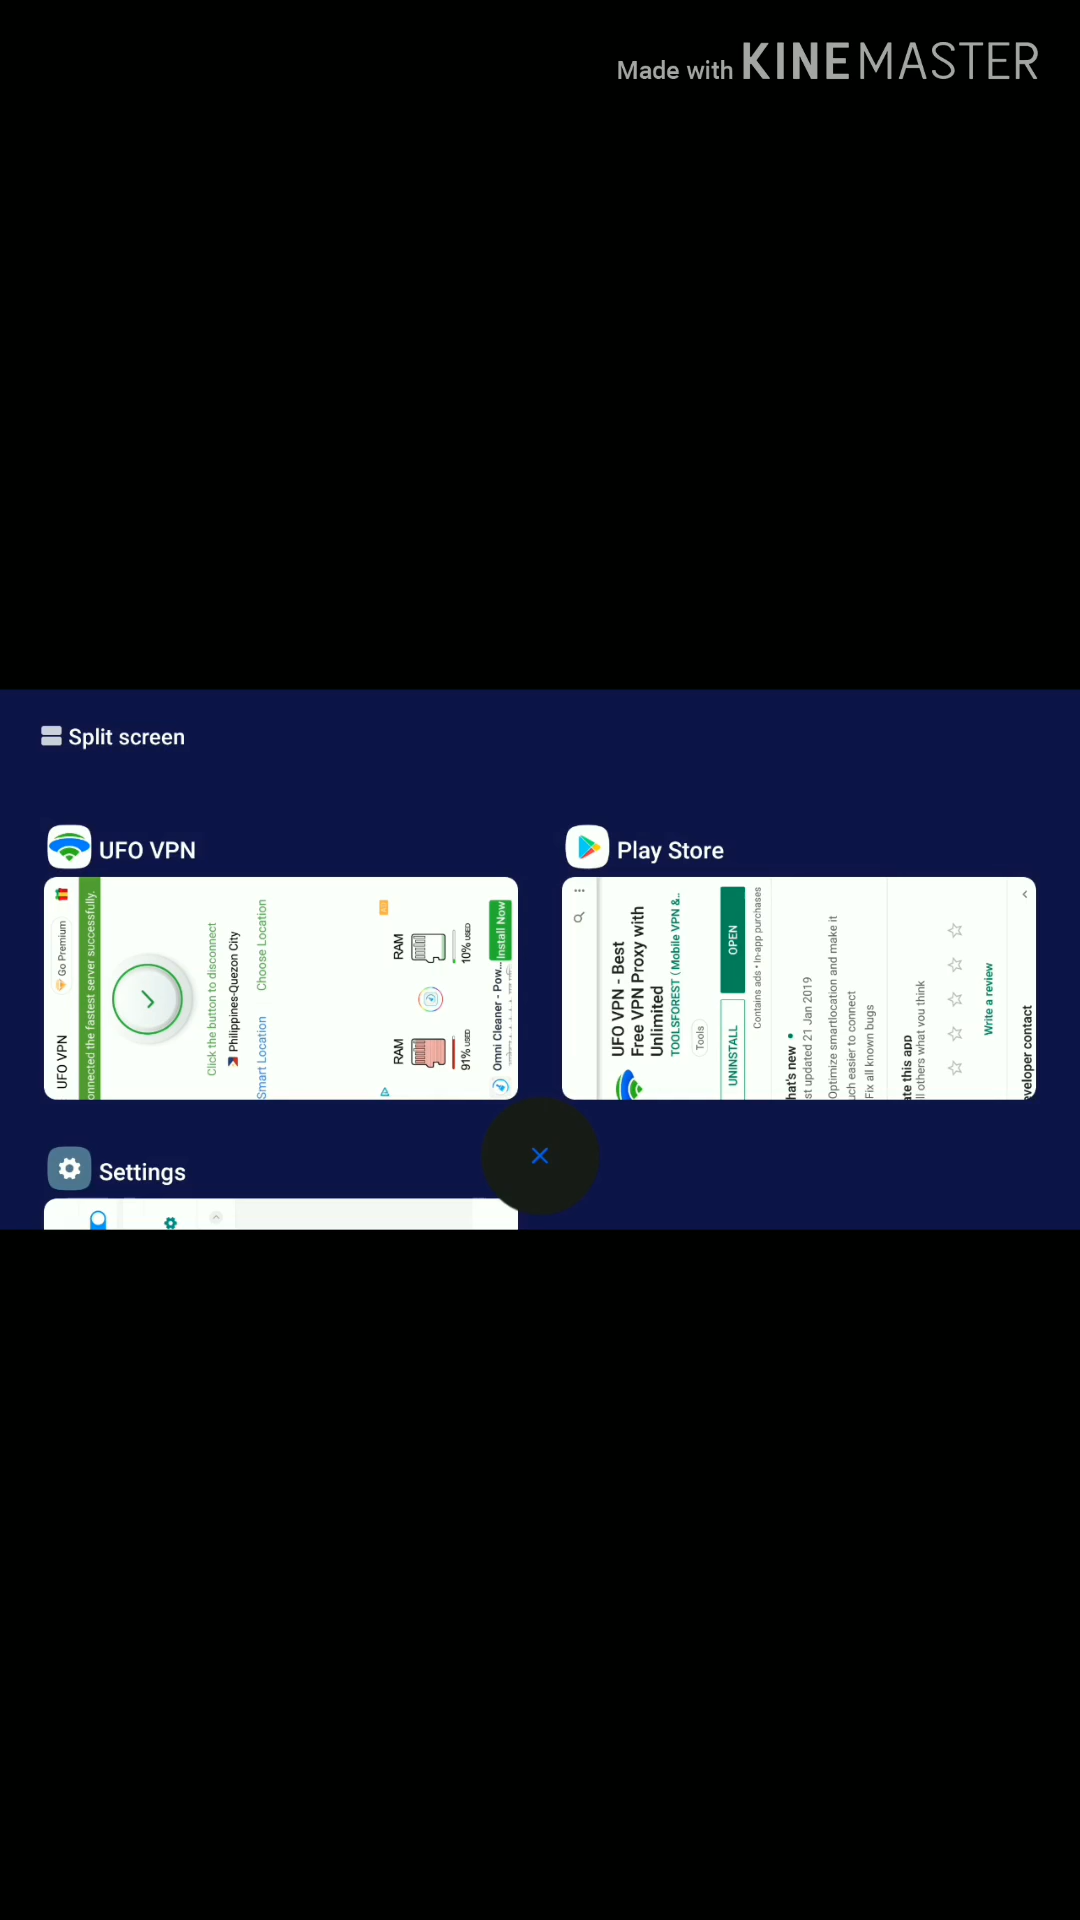 Made with KINEMASTER
Split screen
UFO VPN
UFO VPN
Go Premium
onnected the fastest server successfully.
Click the button to disconnect
Philippines-Quezon City
Smart Location
Choose Location
AD
RAM
RAM
91% USED
10% USED
Omni Cleaner - Pow...
Install Now
Play Store
UFO VPN - Best
Free VPN Proxy with
Unlimited
TOOLSFOREST ( Mobile VPN &..
Tools
UNINSTALL
OPEN
Contains ads • In-app purchases
hat's new •
st updated 21 Jan 2019
Optimize smartlocation and make it
uch easier to connect
Fix all known bugs
ate this app
ll others what you think
Write a review
eveloper contact
Settings